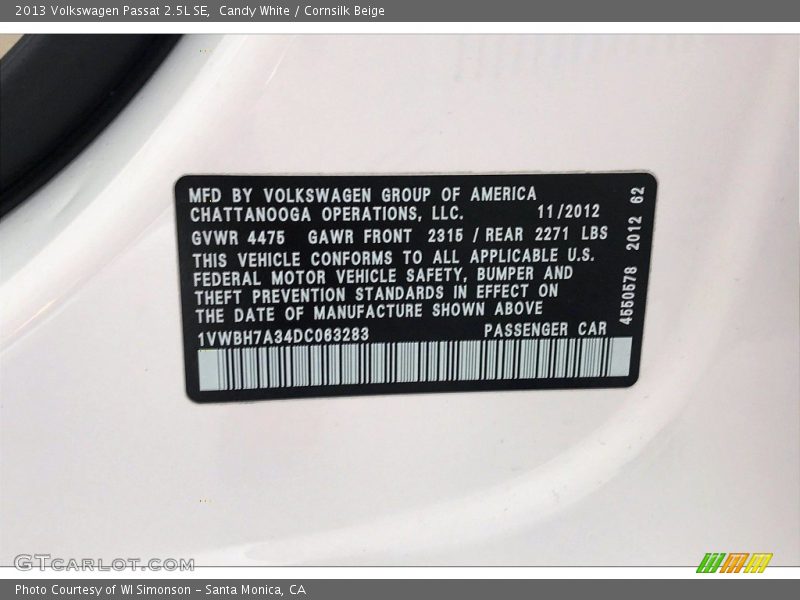 2013 Volkswagen Passat 2.5L SE, Candy White / Cornsilk Beige
MFD BY VOLKSWAGEN GROUP OF AMERICA
CHATTANOOGA OPERATIONS, LLC. 11/2012
GVWR 4475 GAWR FRONT 2315 / REAR 2271 LBS
THIS VEHICLE CONFORMS TO ALL APPLICABLE U.S.
FEDERAL MOTOR VEHICLE SAFETY, BUMPER AND
THEFT PREVENTION STANDARDS IN EFFECT ON
THE DATE OF MANUFACTURE SHOWN ABOVE
1VWBH7A34DC063283 PASSENGER CAR
4550578 2012 62
GTCARLOT.COM
Photo Courtesy of WI Simonson - Santa Monica, CA